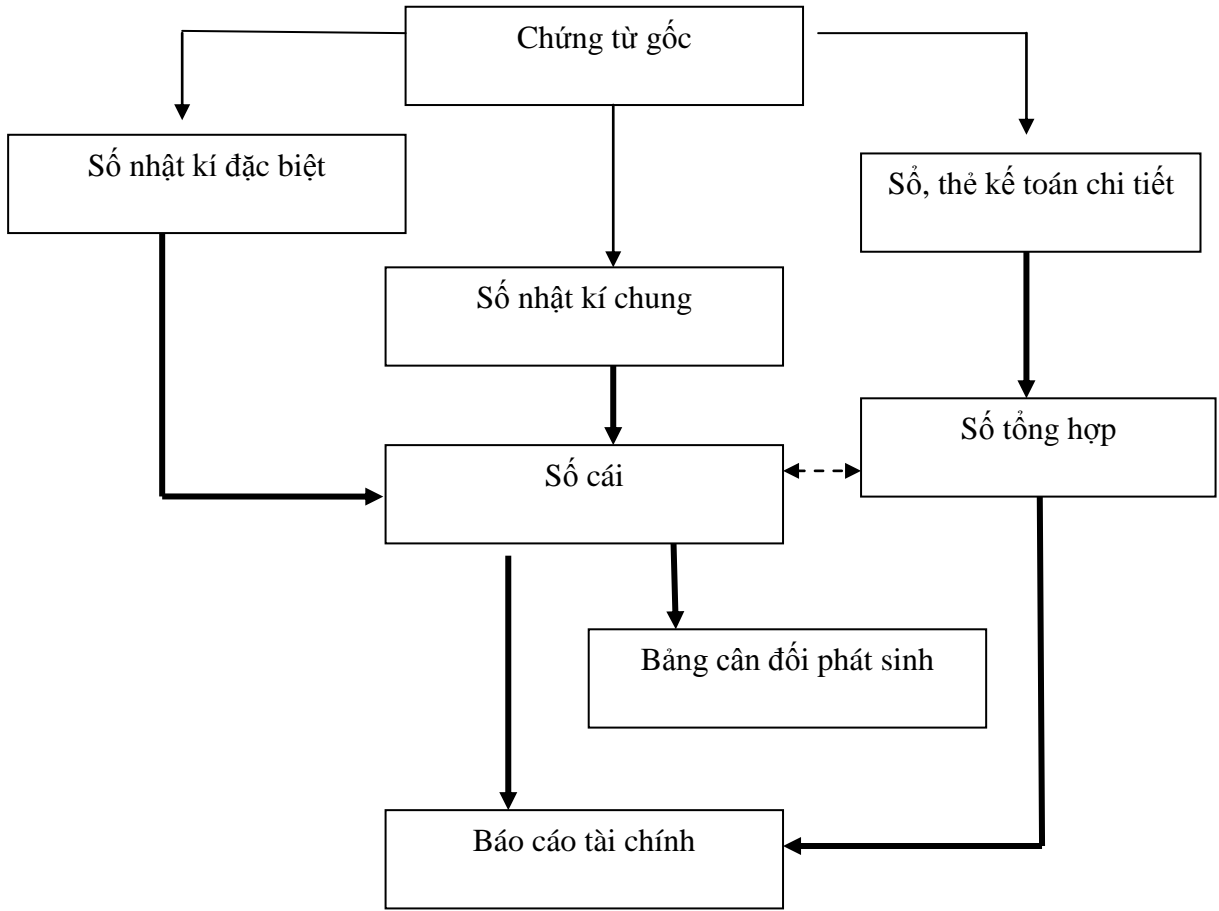 Chứng từ gốc
Số nhật kí đặc biệt
Sổ, thẻ kế toán chi tiết
Số nhật kí chung
Số tổng hợp
Số cái
Bảng cân đối phát sinh
Báo cáo tài chính